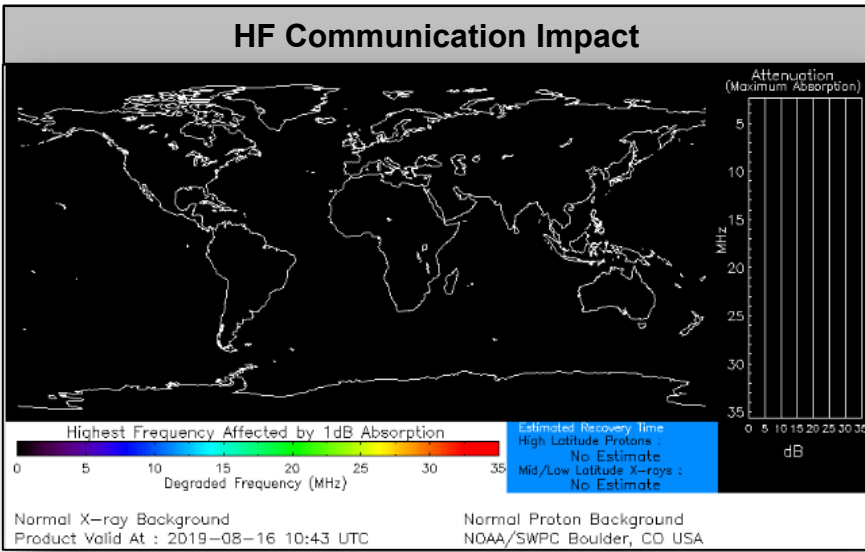 HF Communication Impact
Attenuation
(Maximum Absorption)
5
10
15
20
25
30
35
MHz
0 5 10 15 20 25 30 35
dB
Highest Frequency Affected by 1dB Absorption
0 5 10 15 20 25 30 35
Degraded Frequency (MHz)
Estimated Recovery Time
High Latitude Protons :
No Estimate
Mid/Low Latitude X-rays :
No Estimate
Normal X-ray Background
Product Valid At : 2019-08-16 10:43 UTC
Normal Proton Background
NOAA/SWPC Boulder, CO USA